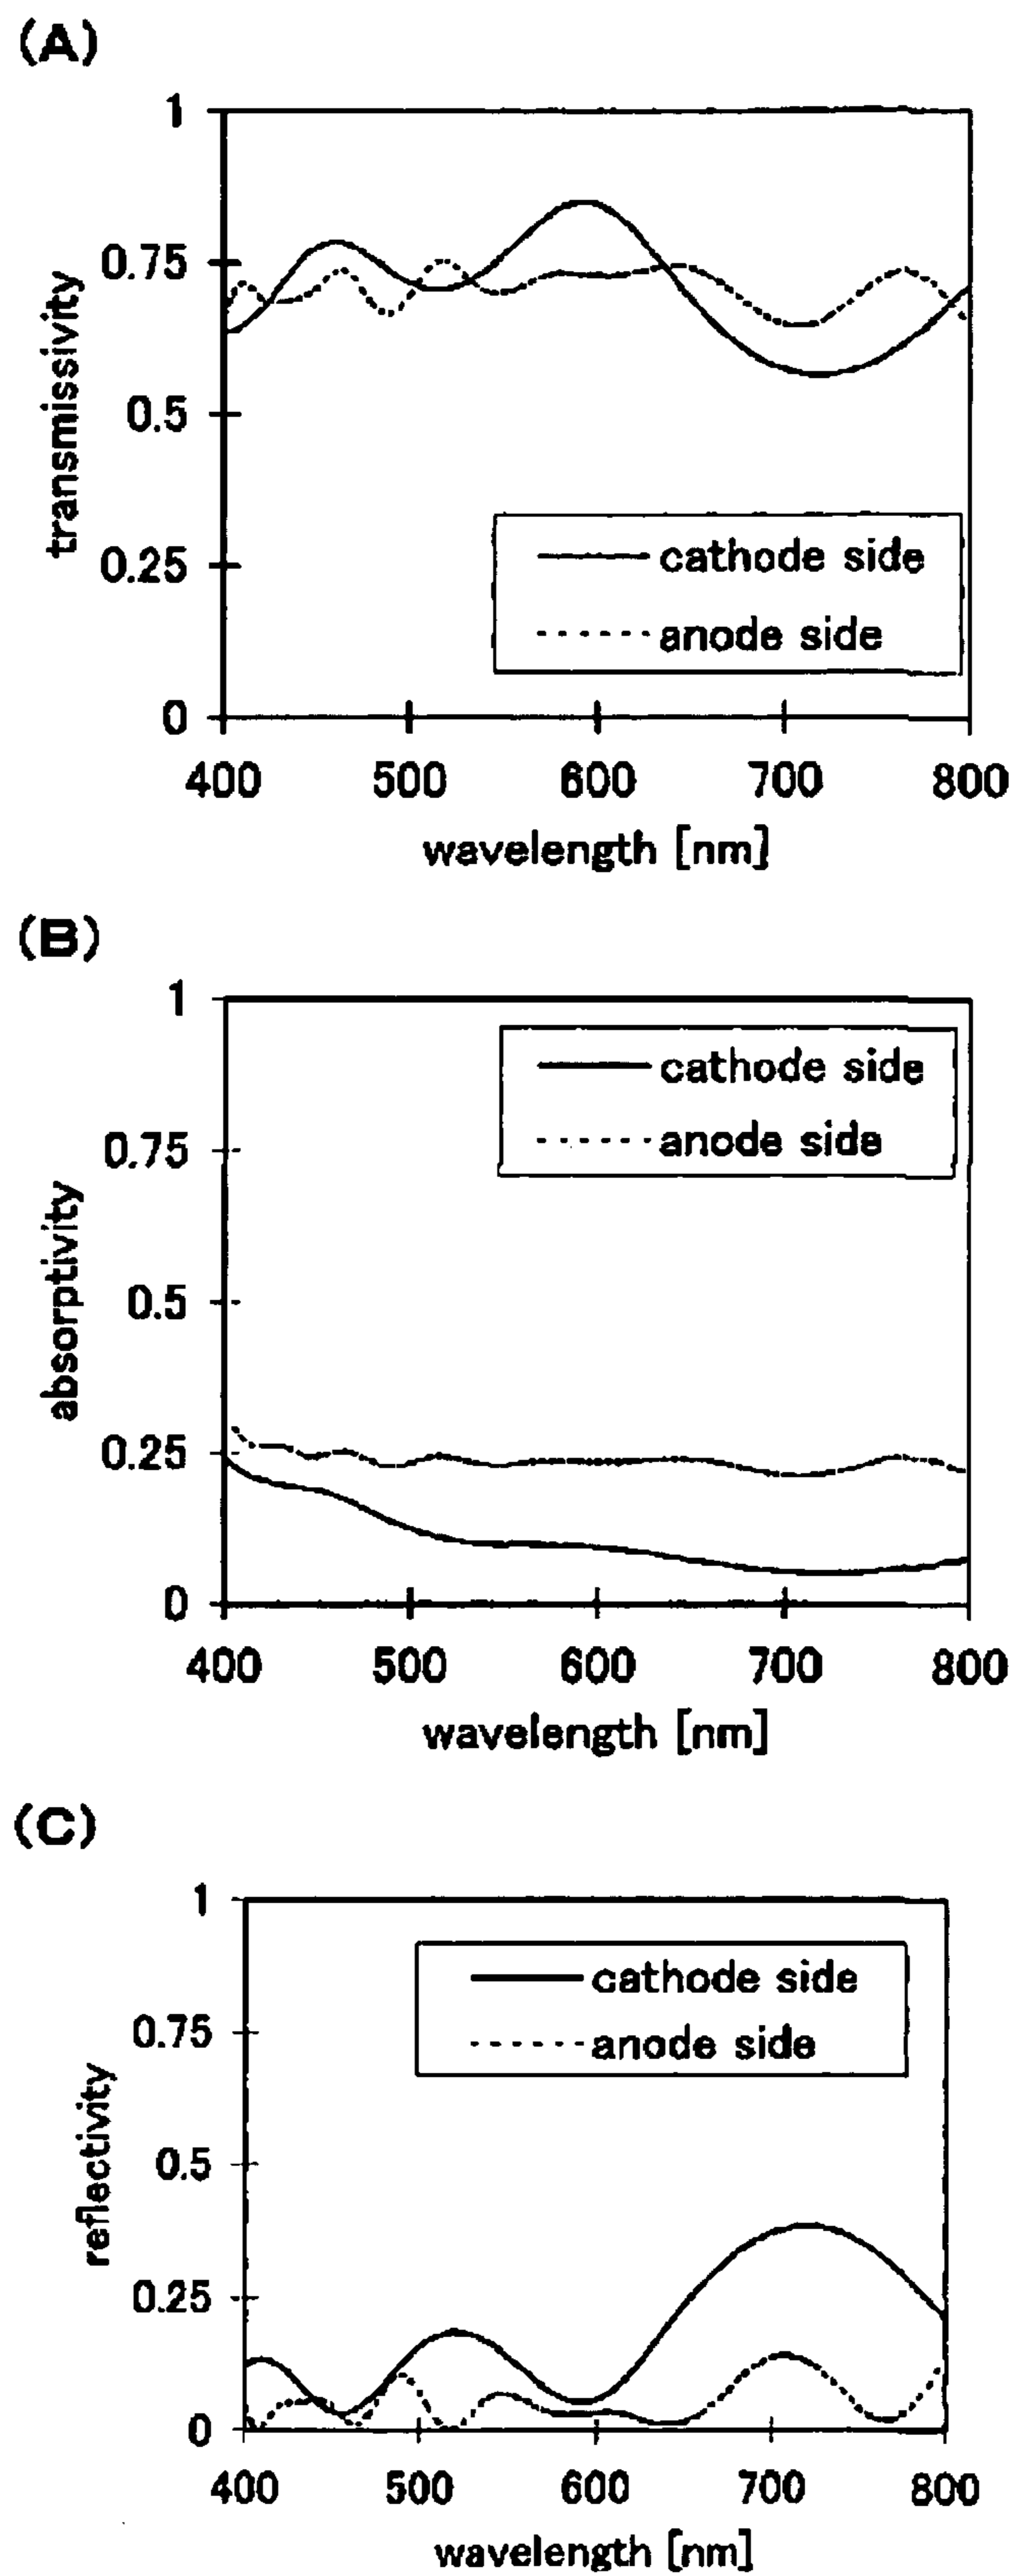 (A)
1
0.75
0.5
0.25
0
transmissivity
cathode side
anode side
400 500 600 700 800
wavelength [nm]
(B)
1
0.75
0.5
0.25
0
absorptivity
cathode side
anode side
400 500 600 700 800
wavelength [nm]
(C)
1
0.75
0.5
0.25
0
reflectivity
cathode side
anode side
400 500 600 700 800
wavelength [nm]